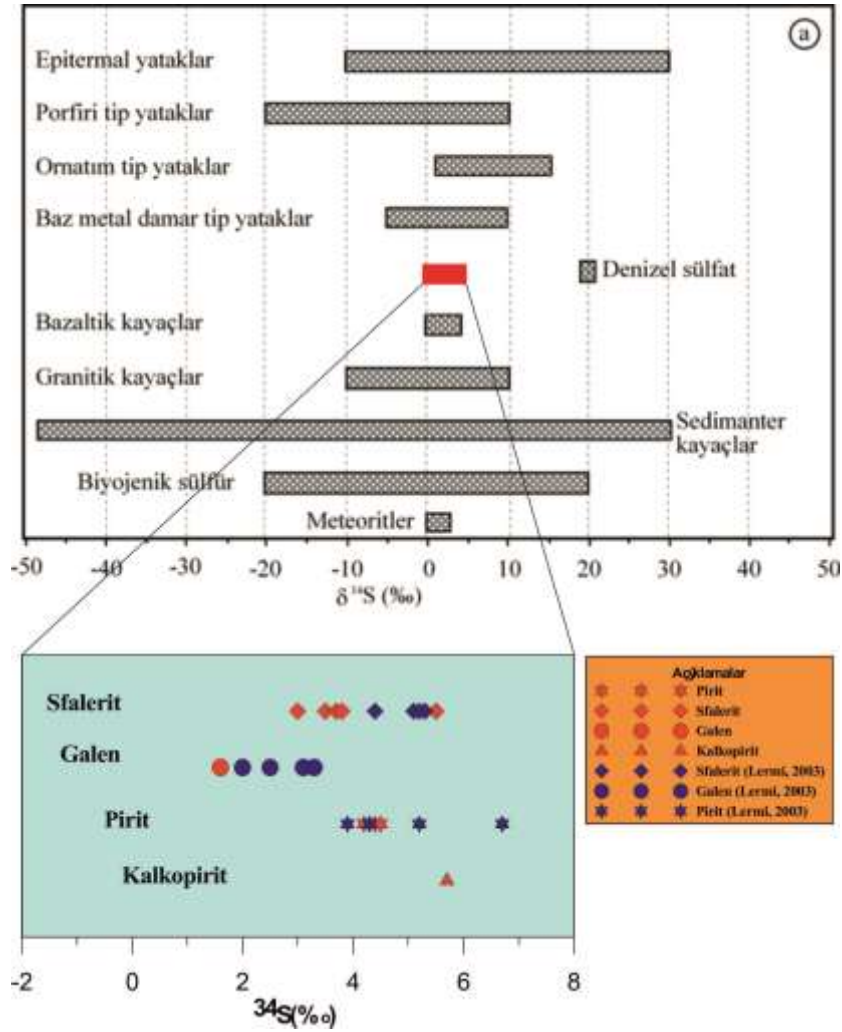 a
Epitermal yataklar
Porfiri tip yataklar
Ornatım tip yataklar
Baz metal damar tip yataklar
Denizel sülfat
Bazaltik kayaçlar
Granitik kayaçlar
Sedimanter
kayaçlar
Biyojenik sülfür
Meteoritler
-50 -40 -30 -20 -10 0 10 20 30 40 50
δ³⁴S (‰)
Sfalerit
Galen
Pirit
Kalkopirit
-2 0 2 4 6 8
³⁴S(‰)
Açıklamalar
Pirit
Sfalerit
Galen
Kalkopirit
Sfalerit (Lermi, 2003)
Galen (Lermi, 2003)
Pirit (Lermi, 2003)